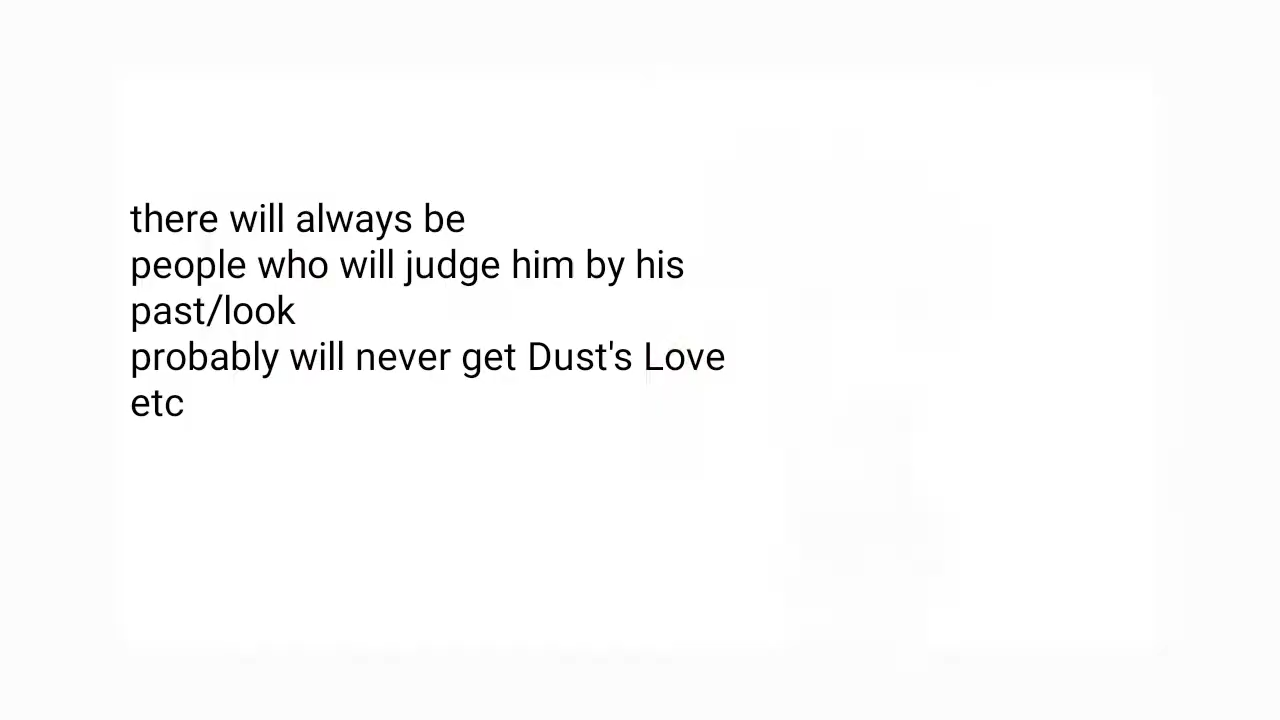 there will always be
people who will judge him by his
past/look
probably will never get Dust's Love
etc